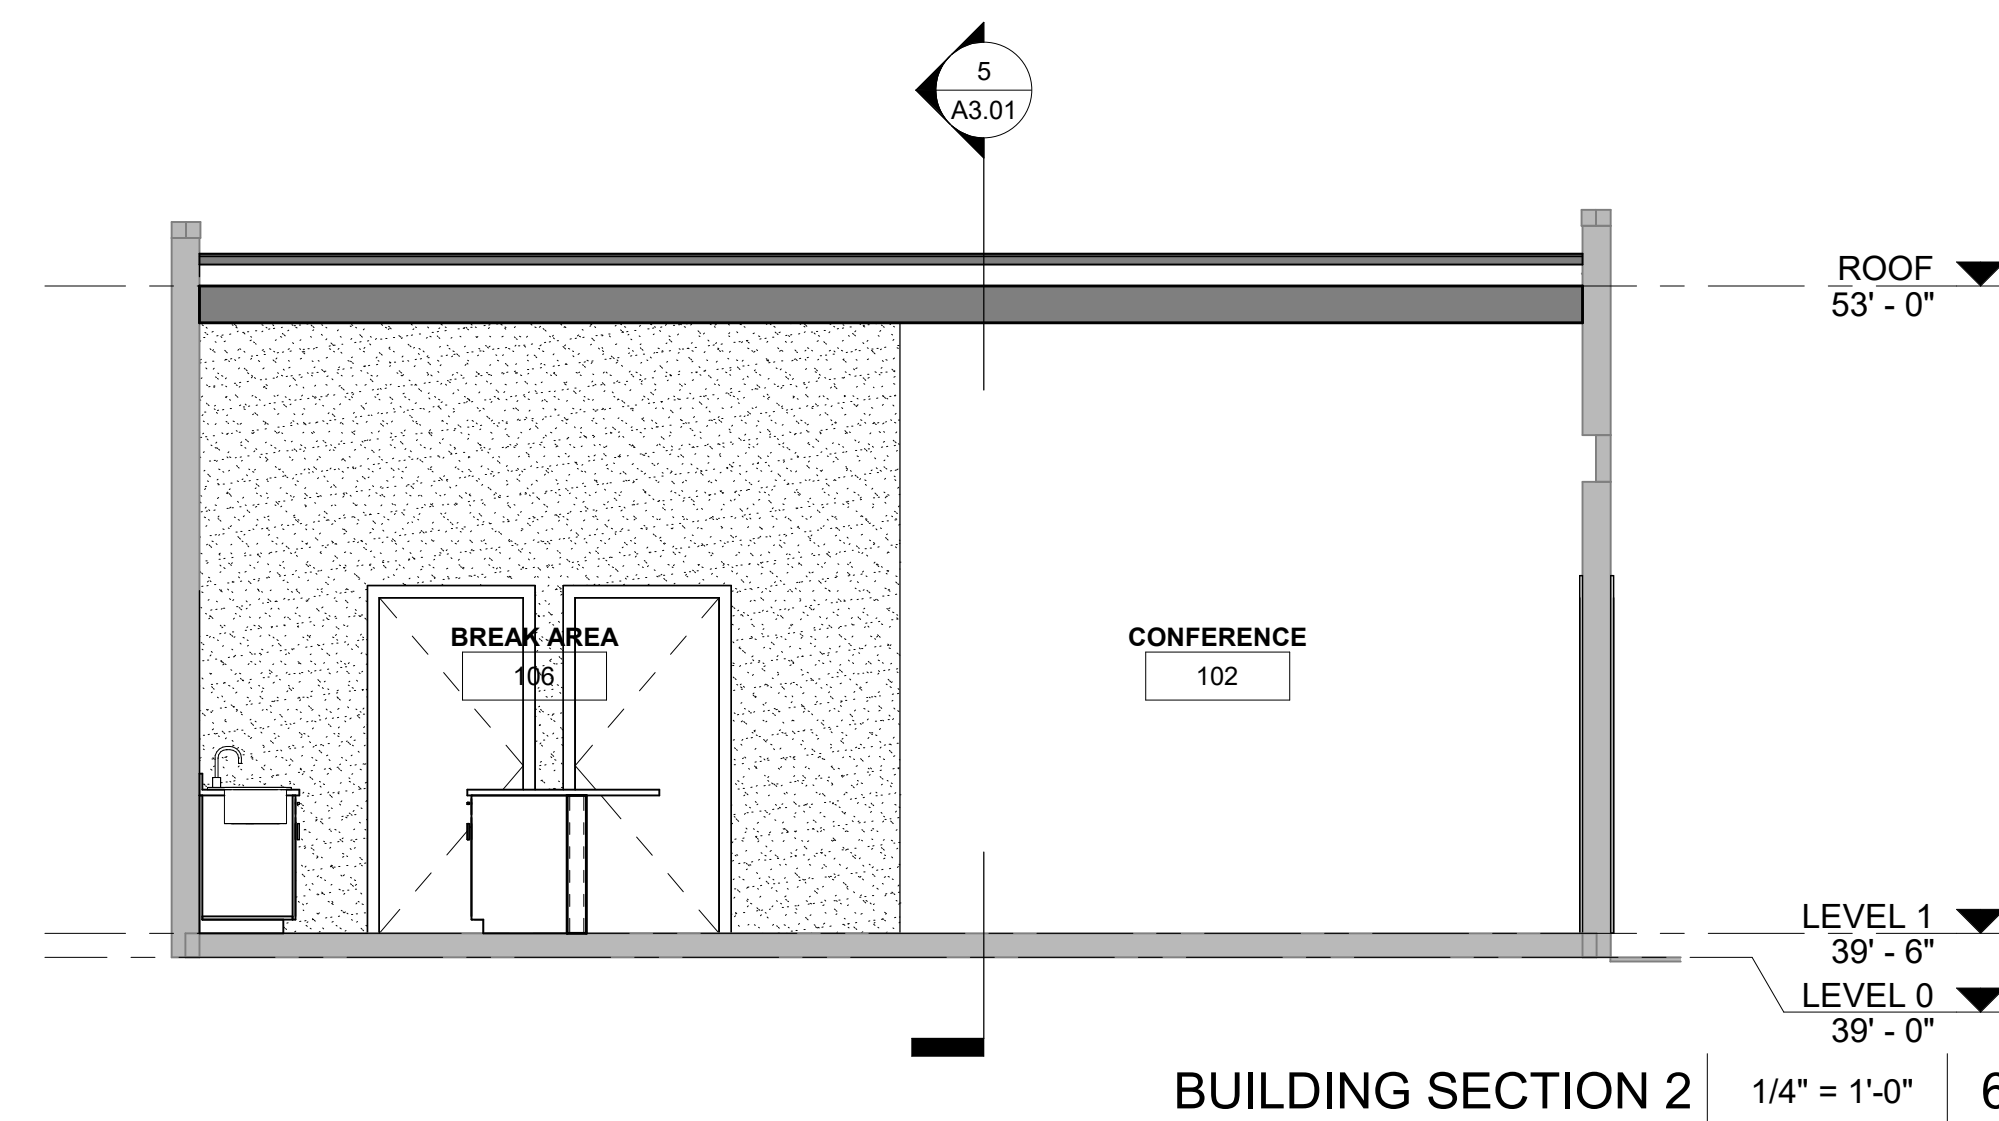 5
A3.01
ROOF
53' - 0"
BREAK AREA
106
CONFERENCE
102
LEVEL 1
39' - 6"
LEVEL 0
39' - 0"
BUILDING SECTION 2
1/4" = 1'-0"
6